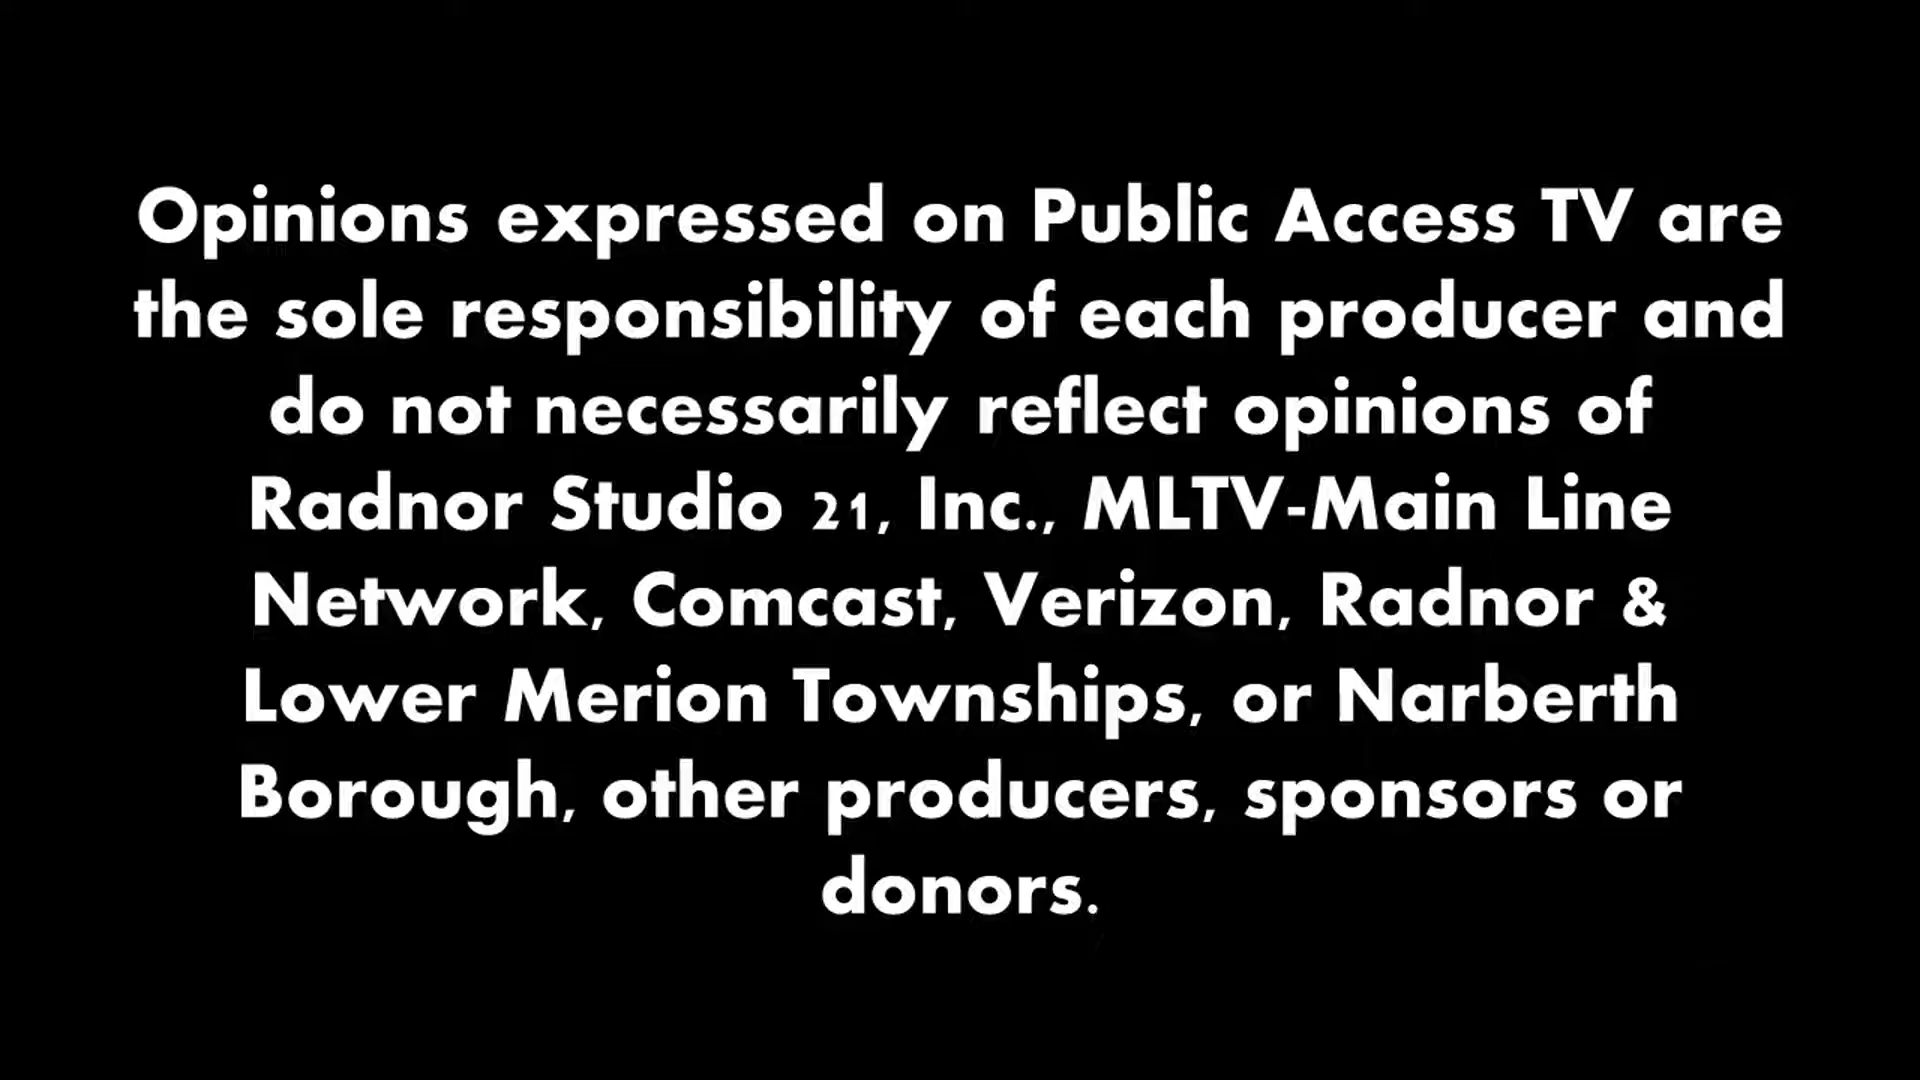 Opinions expressed on Public Access TV are
the sole responsibility of each producer and
do not necessarily reflect opinions of
Radnor Studio 21, Inc., MLTV-Main Line
Network, Comcast, Verizon, Radnor &
Lower Merion Townships, or Narberth
Borough, other producers, sponsors or
donors.